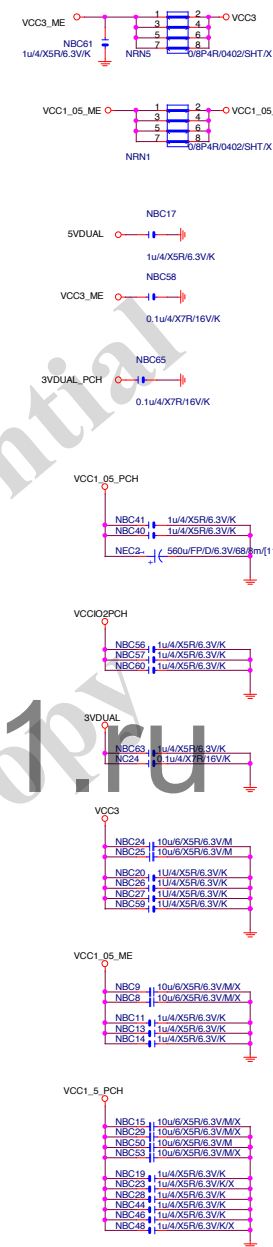 VCC3_ME 1 2 VCC3
3 4
NBC61 5 6
1u/4/X5R/6.3V/K 7 8
NRN5 0/8P4R/0402/SHT/X
VCC1_05_ME 1 2 VCC1_05_
3 4
5 6
7 8
NRN1 0/8P4R/0402/SHT/X
NBC17
5VDUAL
1u/4/X5R/6.3V/K
NBC58
VCC3_ME
0.1u/4/X7R/16V/K
NBC65
3VDUAL_PCH
0.1u/4/X7R/16V/K
ntial
VCC1_05_PCH
NBC41 1u/4/X5R/6.3V/K
NBC40 1u/4/X5R/6.3V/K
NEC2 560u/FP/D/6.3V/68/8m/[1
+
VCCIO2PCH
NBC56 1u/4/X5R/6.3V/K
NBC57 1u/4/X5R/6.3V/K
NBC60 1u/4/X5R/6.3V/K
opy
1.ru
3VDUAL
NBC63 1u/4/X5R/6.3V/K
NC24 0.1u/4/X7R/16V/K
VCC3
NBC24 10u/6/X5R/6.3V/M
NBC25 10u/6/X5R/6.3V/M
NBC20 1U/4/X5R/6.3V/K
NBC26 1U/4/X5R/6.3V/K
NBC27 1U/4/X5R/6.3V/K
NBC59 1U/4/X5R/6.3V/K
VCC1_05_ME
NBC9 10u/6/X5R/6.3V/M/X
NBC8 10u/6/X5R/6.3V/M/X
NBC11 1u/4/X5R/6.3V/K
NBC13 1u/4/X5R/6.3V/K
NBC14 1u/4/X5R/6.3V/K
VCC1_5_PCH
NBC15 10u/6/X5R/6.3V/M/X
NBC29 10u/6/X5R/6.3V/M/X
NBC50 10u/6/X5R/6.3V/M
NBC53 10u/6/X5R/6.3V/M/X
NBC19 1u/4/X5R/6.3V/K
NBC23 1u/4/X5R/6.3V/K/X
NBC28 1u/4/X5R/6.3V/K
NBC44 1u/4/X5R/6.3V/K
NBC46 1u/4/X5R/6.3V/K
NBC48 1u/4/X5R/6.3V/K/X